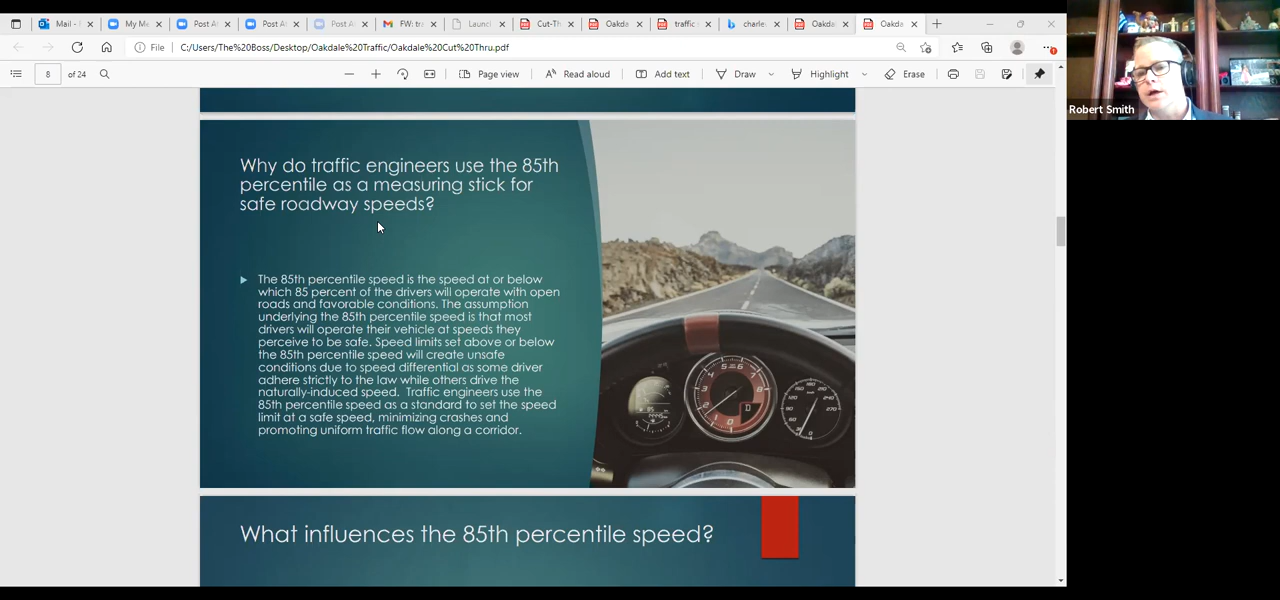 Mail -
My Me
Post A
Post A
Post A
FW: tra
Launch
Cut-Th
Oakda
traffic
charle
Oakda
Oakda
File
C:/Users/The%20Boss/Desktop/Oakdale%20Traffic/Oakdale%20Cut%20Thru.pdf
8 of 24
Page view
Read aloud
Add text
Draw
Highlight
Erase
Robert Smith
Why do traffic engineers use the 85th
percentile as a measuring stick for
safe roadway speeds?
The 85th percentile speed is the speed at or below
which 85 percent of the drivers will operate with open
roads and favorable conditions. The assumption
underlying the 85th percentile speed is that most
drivers will operate their vehicle at speeds they
perceive to be safe. Speed limits set above or below
the 85th percentile speed will create unsafe
conditions due to speed differential as some driver
adhere strictly to the law while others drive the
naturally-induced speed. Traffic engineers use the
85th percentile speed as a standard to set the speed
limit at a safe speed, minimizing crashes and
promoting uniform traffic flow along a corridor.
What influences the 85th percentile speed?